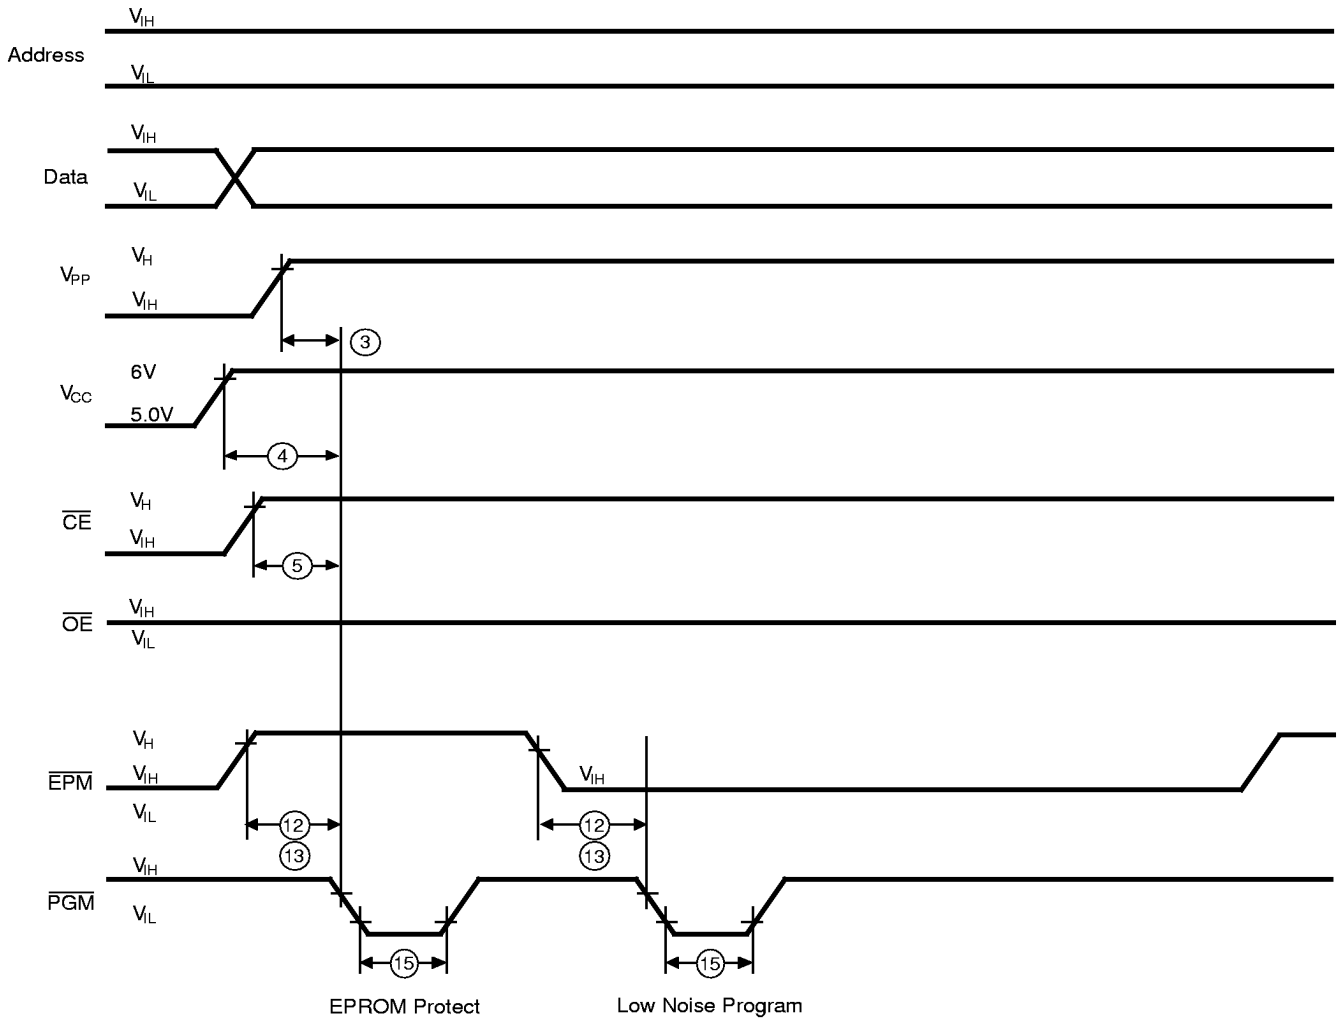 VIH
Address
VIL
VIH
Data
VIL
VH
VPP
VIH
3
6V
VCC
5.0V
4
VH
CE
VIH
5
VIH
OE
VIL
VH
EPM
VIH
VIH
VIL
12
12
13
13
VIH
PGM
VIL
15
15
EPROM Protect
Low Noise Program